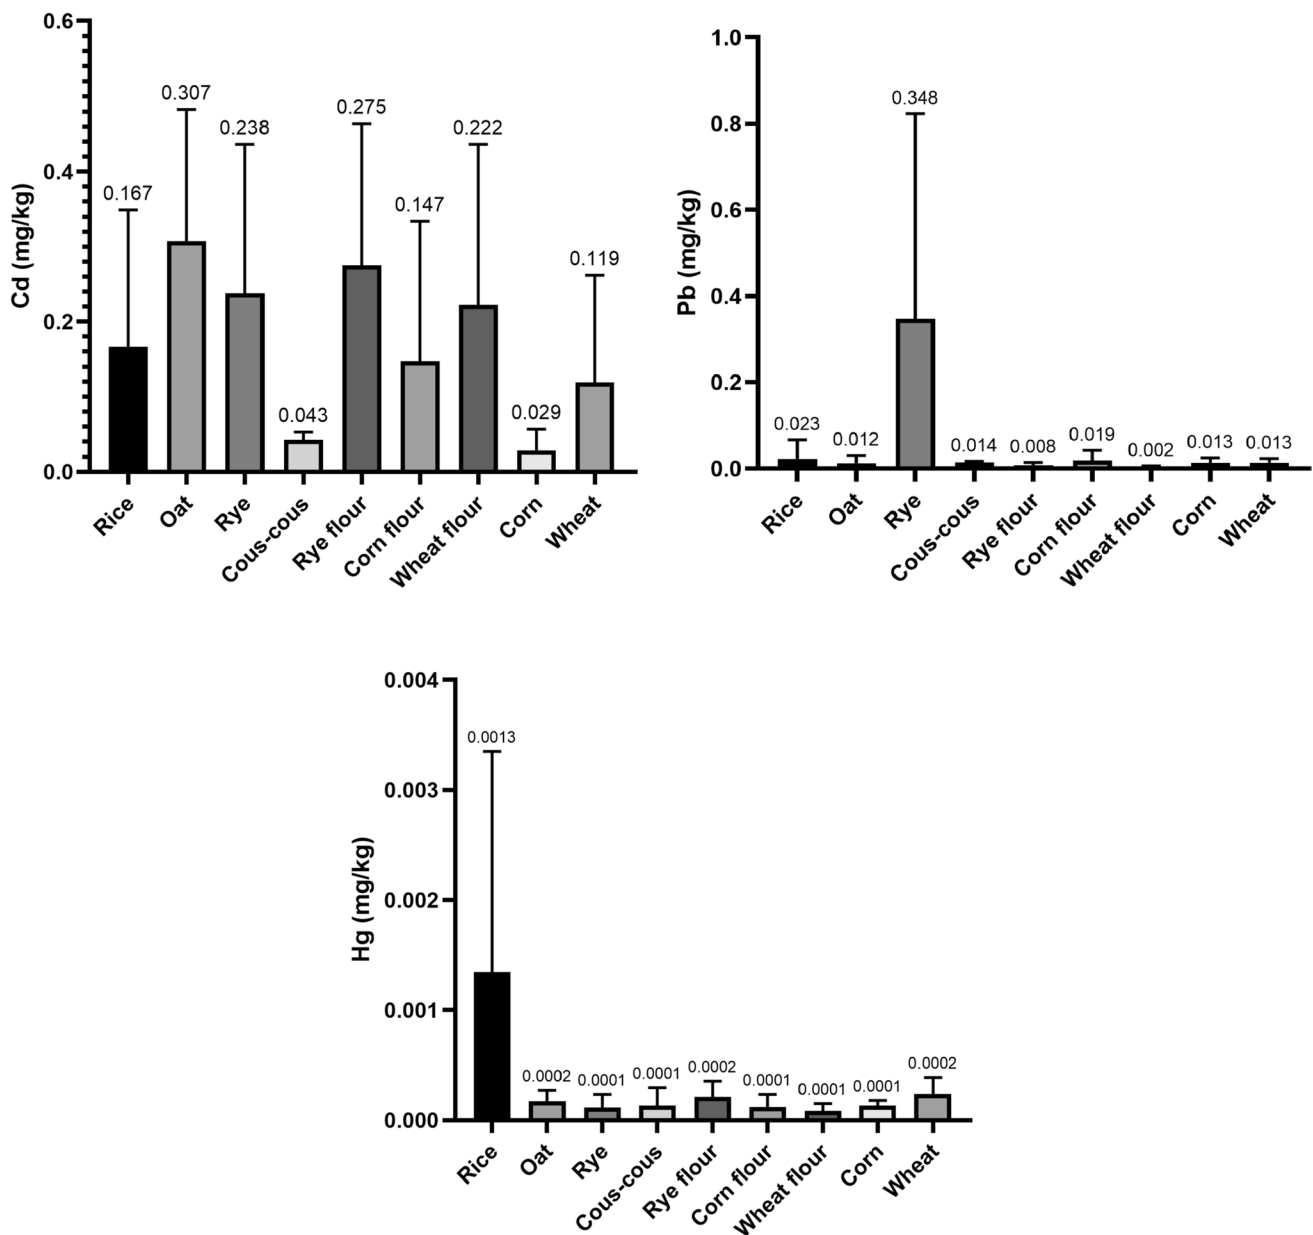 Cd (mg/kg)
0.6
0.4
0.2
0.0
0.167
0.307
0.238
0.043
0.275
0.147
0.222
0.029
0.119
Rice
Oat
Rye
Cous-cous
Rye flour
Corn flour
Wheat flour
Corn
Wheat
Pb (mg/kg)
1.0
0.8
0.6
0.4
0.2
0.0
0.023
0.012
0.348
0.014
0.008
0.019
0.002
0.013
0.013
Rice
Oat
Rye
Cous-cous
Rye flour
Corn flour
Wheat flour
Corn
Wheat
Hg (mg/kg)
0.004
0.003
0.002
0.001
0.000
0.0013
0.0002
0.0001
0.0001
0.0002
0.0001
0.0001
0.0001
0.0002
Rice
Oat
Rye
Cous-cous
Rye flour
Corn flour
Wheat flour
Corn
Wheat